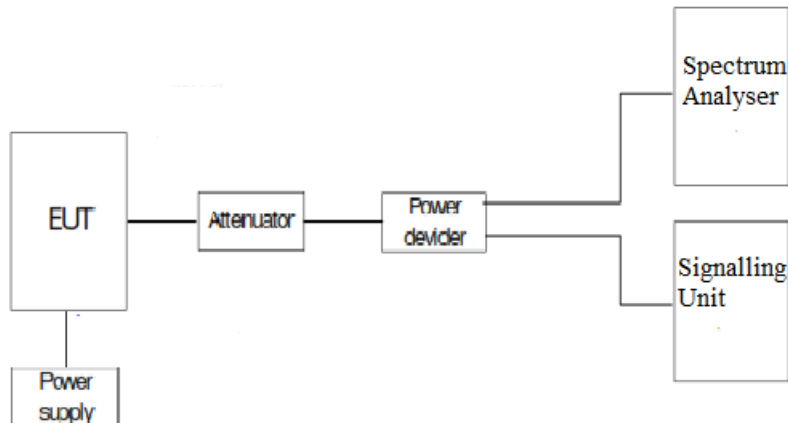 Spectrum
Analyser
EUT
Attenuator
Power
devider
Signalling
Unit
Power
supply